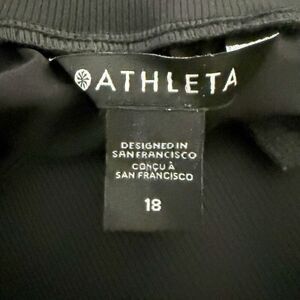 ATHLETA
DESIGNED IN
SAN FRANCISCO
CONÇU À
SAN FRANCISCO
18